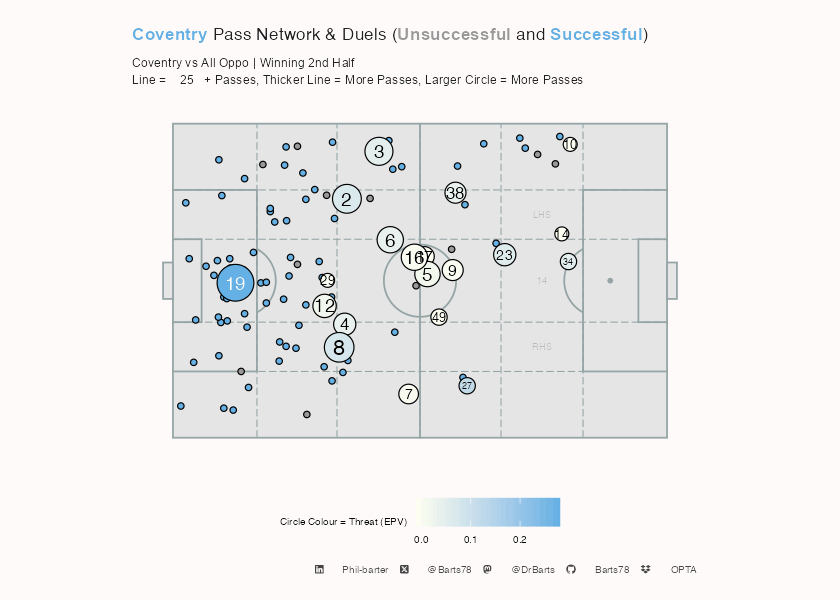 Coventry Pass Network & Duels (Unsuccessful and Successful)
Coventry vs All Oppo | Winning 2nd Half
Line = 25 + Passes, Thicker Line = More Passes, Larger Circle = More Passes
10
3
38
2
LHS
14
6
16
23
34
5
9
19
29
14
12
49
4
8
RHS
27
7
Circle Colour = Threat (EPV)
0.0 0.1 0.2
Phil-barter @Barts78 @DrBarts Barts78 OPTA